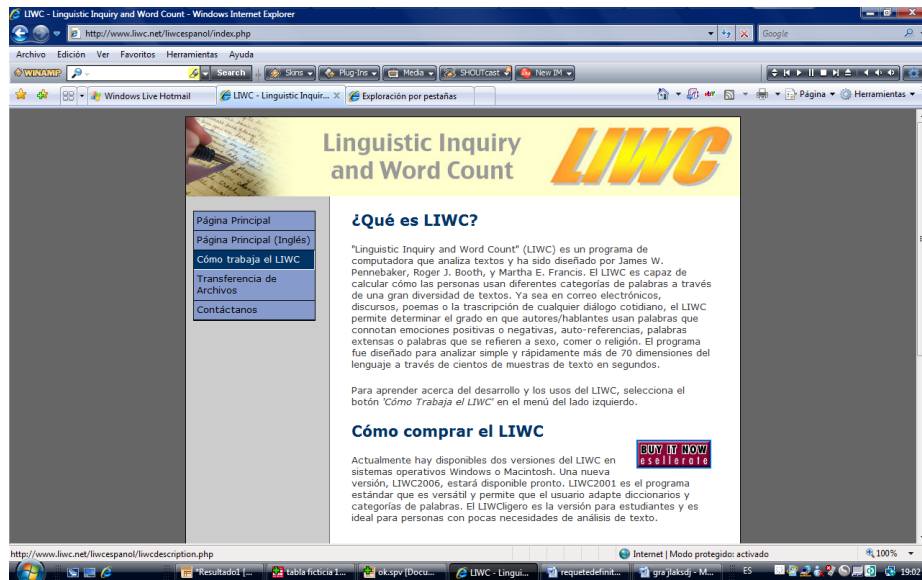 LIWC - Linguistic Inquiry and Word Count - Windows Internet Explorer
http://www.liwc.net/liwcespanol/index.php
Google
Archivo Edición Ver Favoritos Herramientas Ayuda
WINAMP Search Skins Plug-Ins Media SHOUTcast New IM
Windows Live Hotmail LIWC - Linguistic Inquir... Exploración por pestañas Página Herramientas
Linguistic Inquiry
and Word Count
LIWC
Página Principal
Página Principal (Inglés)
Cómo trabaja el LIWC
Transferencia de
Archivos
Contáctanos
¿Qué es LIWC?
"Linguistic Inquiry and Word Count" (LIWC) es un programa de
computadora que analiza textos y ha sido diseñado por James W.
Pennebaker, Roger J. Booth, y Martha E. Francis. El LIWC es capaz de
calcular cómo las personas usan diferentes categorías de palabras a través
de una gran diversidad de textos. Ya sea en correo electrónicos,
discursos, poemas o la trascripción de cualquier diálogo cotidiano, el LIWC
permite determinar el grado en que autores/hablantes usan palabras que
connotan emociones positivas o negativas, auto-referencias, palabras
extensas o palabras que se refieren a sexo, comer o religión. El programa
fue diseñado para analizar simple y rápidamente más de 70 dimensiones del
lenguaje a través de cientos de muestras de texto en segundos.
Para aprender acerca del desarrollo y los usos del LIWC, selecciona el
botón 'Cómo Trabaja el LIWC' en el menú del lado izquierdo.
Cómo comprar el LIWC
BUY IT NOW
esellerate
Actualmente hay disponibles dos versiones del LIWC en
sistemas operativos Windows o Macintosh. Una nueva
versión, LIWC2006, estará disponible pronto. LIWC2001 es el programa
estándar que es versátil y permite que el usuario adapte diccionarios y
categorías de palabras. El LIWCligero es la versión para estudiantes y es
ideal para personas con pocas necesidades de análisis de texto.
http://www.liwc.net/liwcespanol/liwcdescription.php Internet | Modo protegido: activado 100%
*Resultado1 [... tabla ficticia 1... ok.spv [Docu... LIWC - Lingui... requetedefinit... gra'jlaksdj - M... ES 19:08